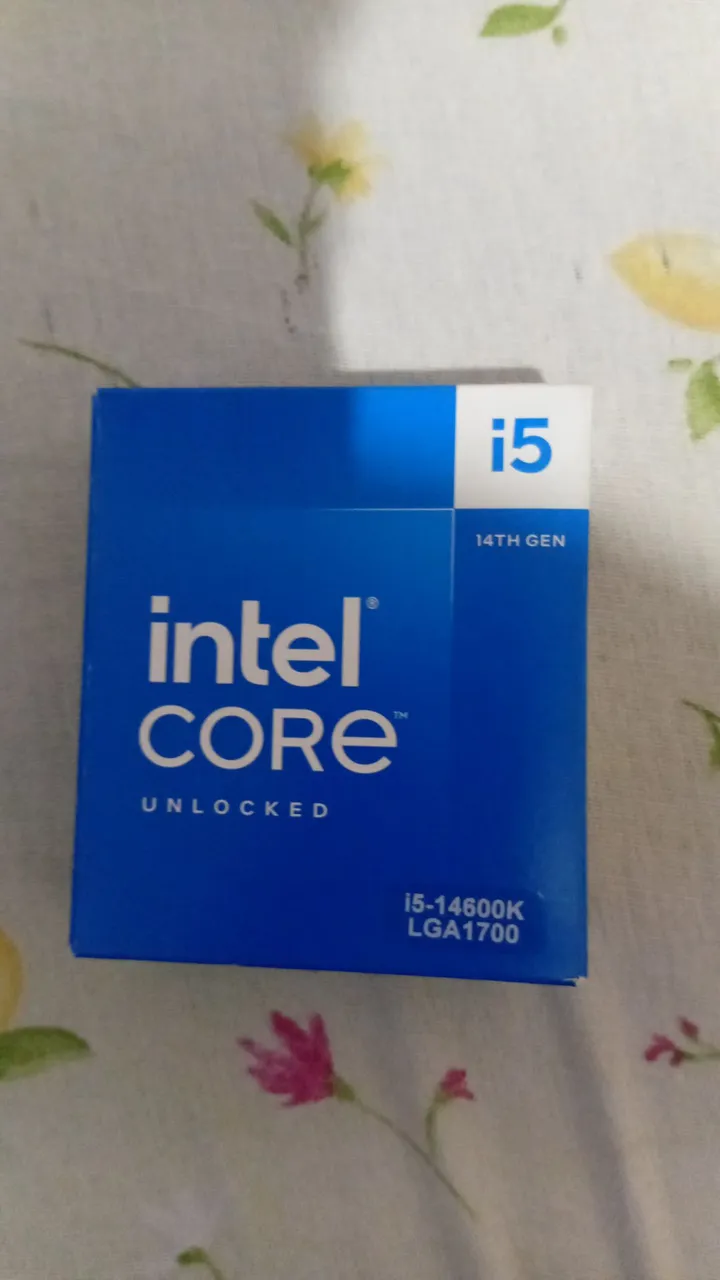 i5
14TH GEN
intel®
CORE™
UNLOCKED
i5-14600K
LGA1700